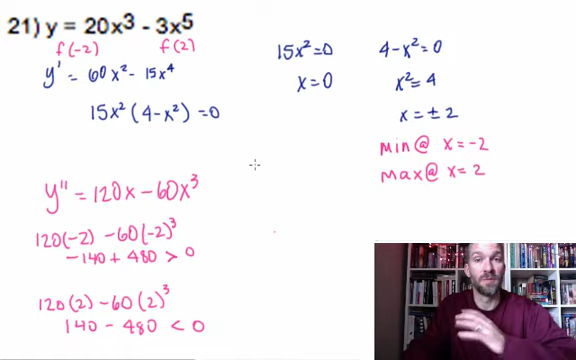 21) y = 20x³ - 3x⁵
f(-2) f(2)
y' = 60x² - 15x⁴
15x² (4-x²) = 0
15x² = 0
x = 0
4-x² = 0
x² = 4
x = ± 2
min @ x = -2
max @ x = 2
y" = 120x - 60x³
120(-2) - 60(-2)³
-140 + 480 > 0
120(2) - 60(2)³
140 - 480 < 0